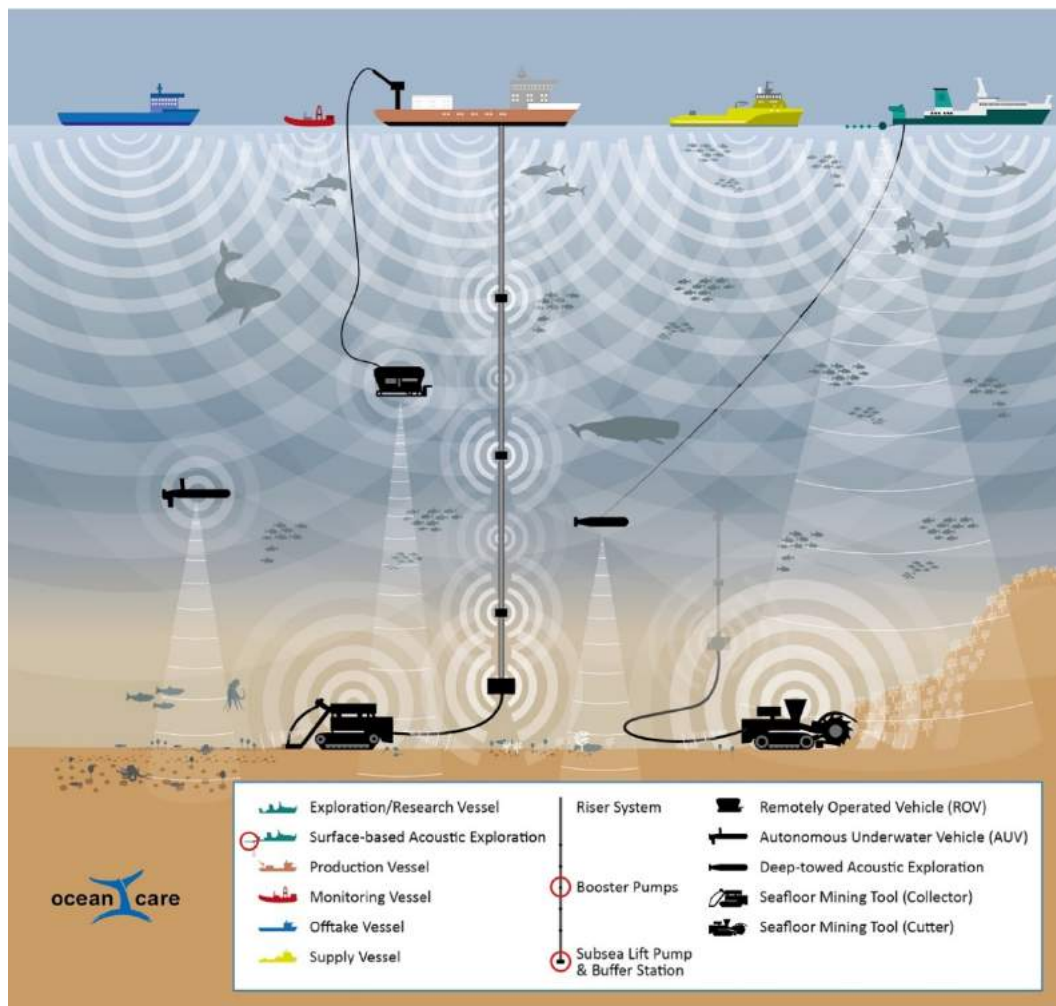 Exploration/Research Vessel
Surface-based Acoustic Exploration
Production Vessel
Monitoring Vessel
Offtake Vessel
Supply Vessel
Riser System
Booster Pumps
Subsea Lift Pump
& Buffer Station
Remotely Operated Vehicle (ROV)
Autonomous Underwater Vehicle (AUV)
Deep-towed Acoustic Exploration
Seafloor Mining Tool (Collector)
Seafloor Mining Tool (Cutter)
ocean care